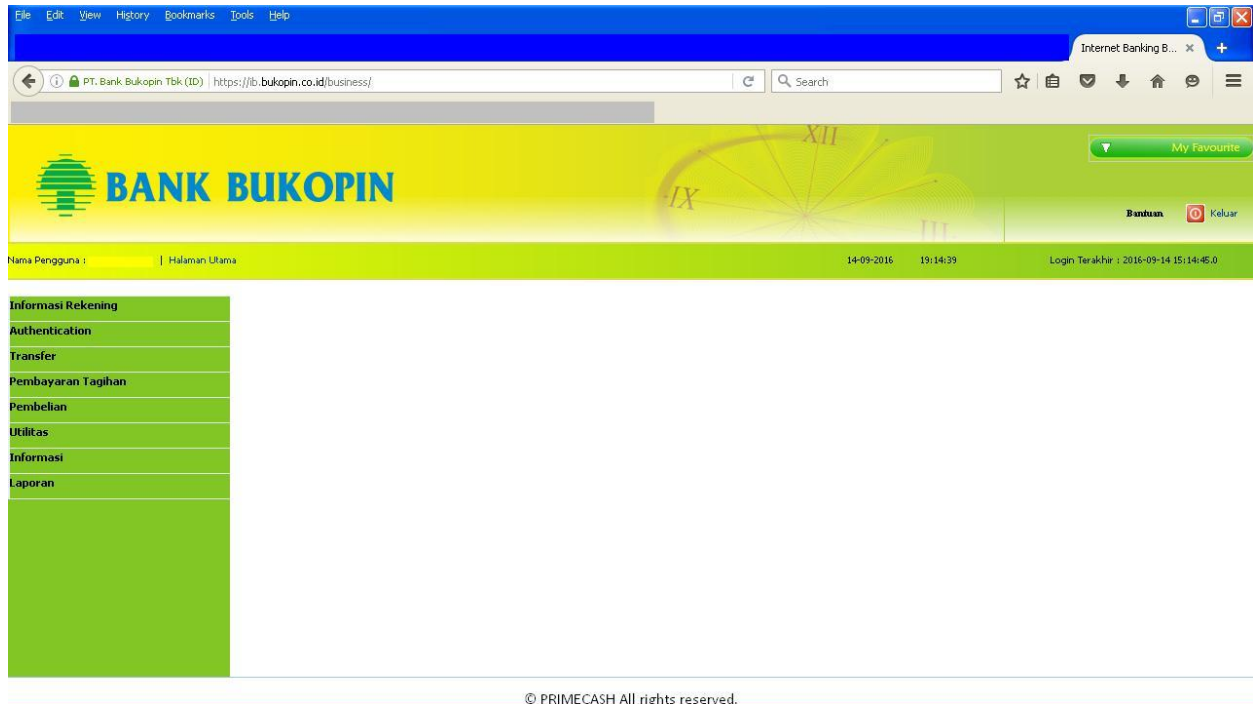 File Edit View History Bookmarks Tools Help
Internet Banking B...
PT. Bank Bukopin Tbk (ID) https://ib.bukopin.co.id/business/
Search
XII
IX
III
My Favourite
BANK BUKOPIN
Bantuan Keluar
Nama Pengguna : | Halaman Utama 14-09-2016 19:14:39 Login Terakhir : 2016-09-14 15:14:45.0
Informasi Rekening
Authentication
Transfer
Pembayaran Tagihan
Pembelian
Utilitas
Informasi
Laporan
© PRIMECASH All rights reserved.